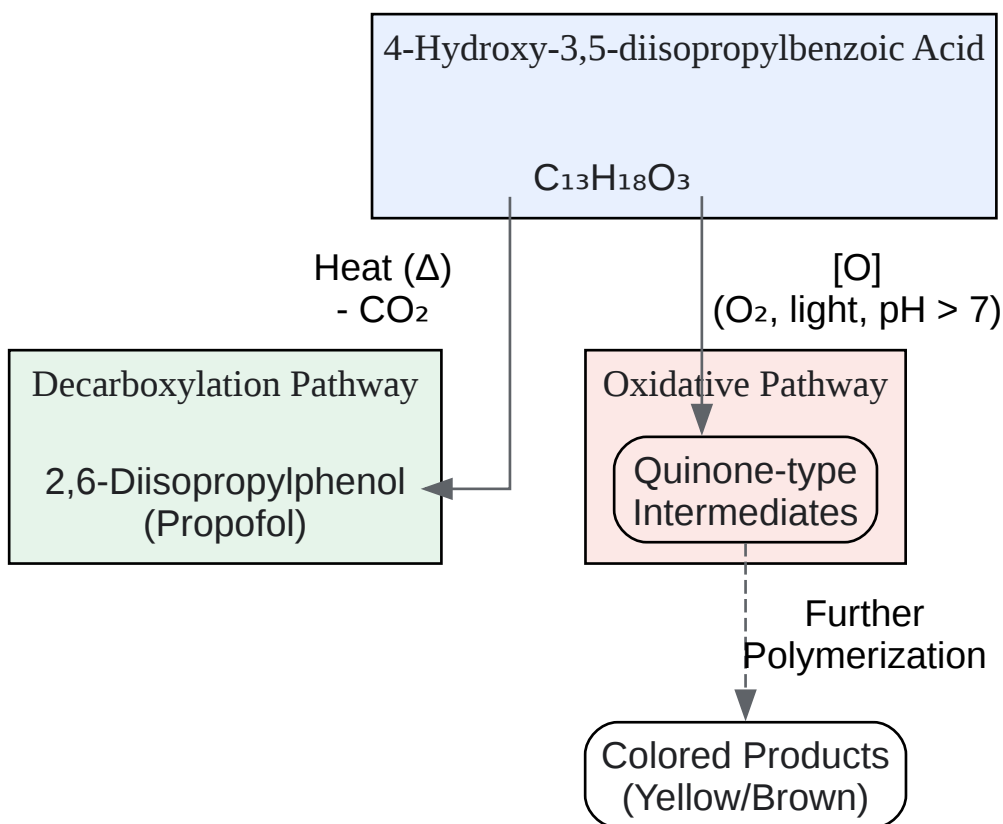 4-Hydroxy-3,5-diisopropylbenzoic Acid
C₁₃H₁₈O₃
Heat (Δ)
- CO₂
[O]
(O₂, light, pH > 7)
Decarboxylation Pathway
2,6-Diisopropylphenol
(Propofol)
Oxidative Pathway
Quinone-type
Intermediates
Further
Polymerization
Colored Products
(Yellow/Brown)